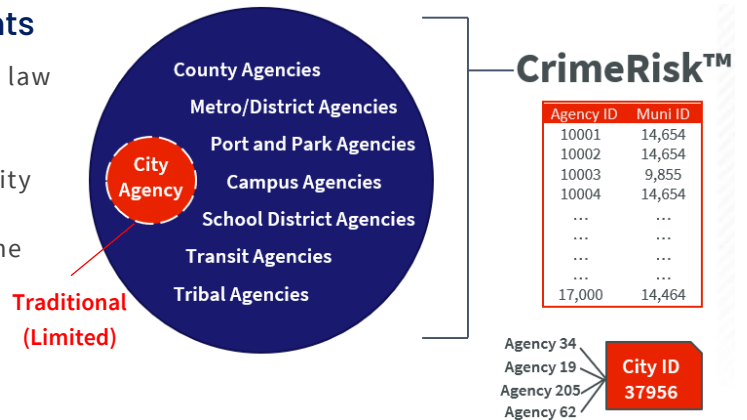 nts
law
ity
ne
County Agencies
Metro/District Agencies
Port and Park Agencies
City
Agency
Campus Agencies
School District Agencies
Transit Agencies
Tribal Agencies
Traditional
(Limited)
CrimeRisk™
Agency ID Muni ID
10001 14,654
10002 14,654
10003 9,855
10004 14,654
... ...
... ...
... ...
... ...
17,000 14,464
Agency 34
Agency 19
Agency 205
Agency 62
City ID
37956